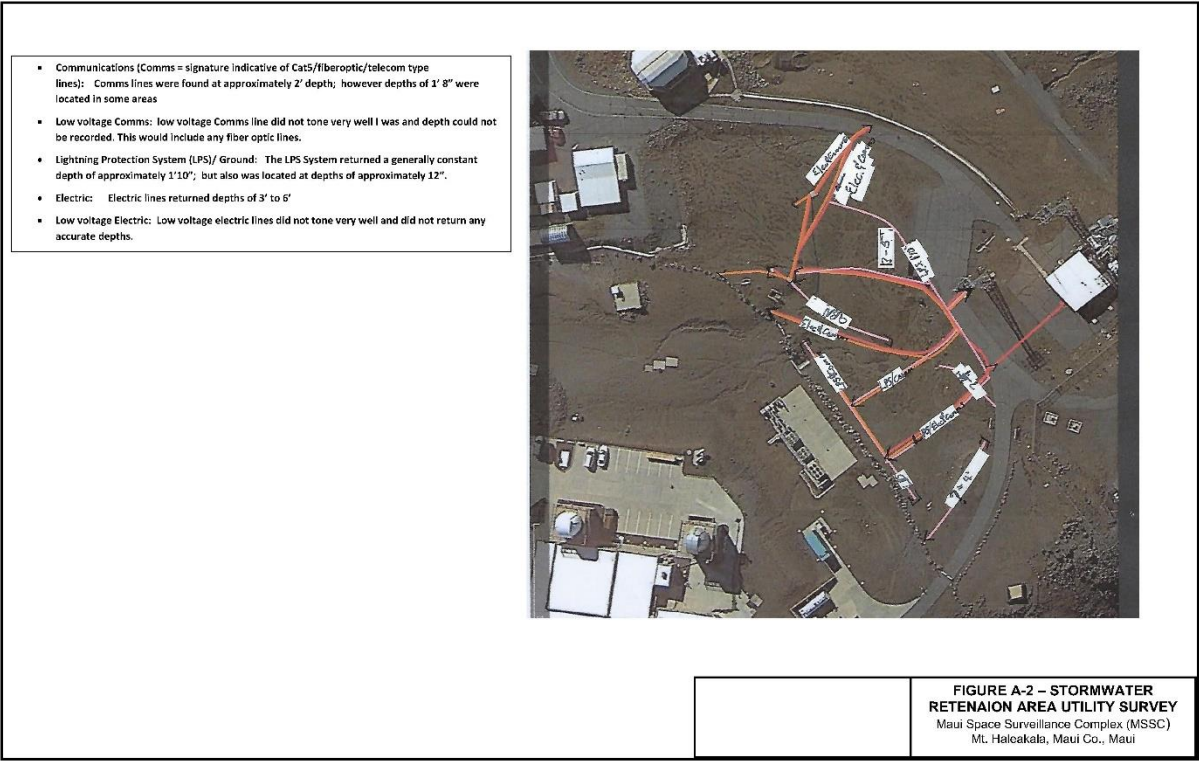 Communications (Comms = signature indicative of Cat5/fiberoptic/telecom type
lines): Comms lines were found at approximately 2’ depth; however depths of 1’ 8” were
located in some areas
Low voltage Comms: low voltage Comms line did not tone very well I was and depth could not
be recorded. This would include any fiber optic lines.
Lightning Protection System (LPS)/ Ground: The LPS System returned a generally constant
depth of approximately 1’10”; but also was located at depths of approximately 12”.
Electric: Electric lines returned depths of 3’ to 6’
Low voltage Electric: Low voltage electric lines did not tone very well and did not return any
accurate depths.
FIGURE A-2 – STORMWATER
RETENAION AREA UTILITY SURVEY
Maui Space Surveillance Complex (MSSC)
Mt. Haleakala, Maui Co., Maui